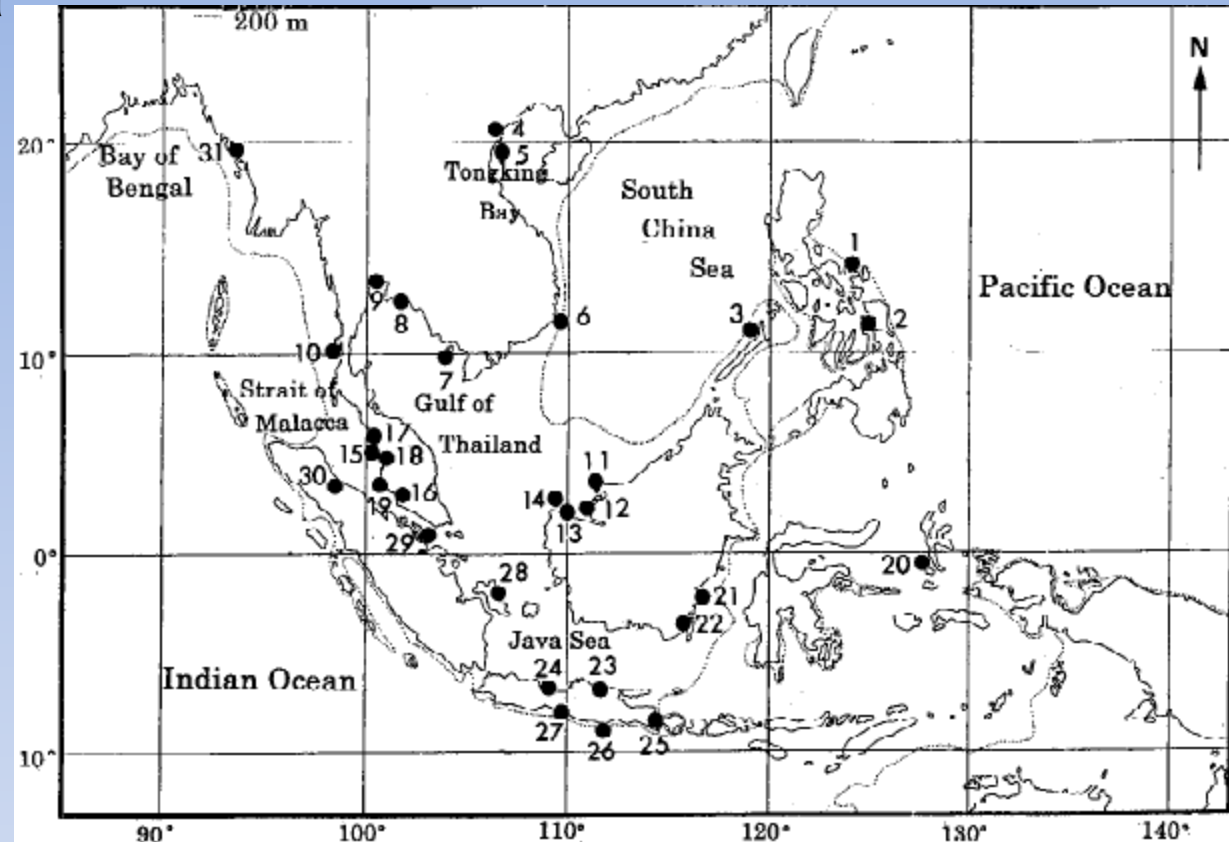 200 m
N
20°
Bay of
Bengal
31
4
5
Tongking
Bay
South
China
Sea
1
Pacific Ocean
9
8
6
3
2
10°
10
7
Strait of
Malacca
Gulf of
Thailand
17
15
18
11
30
19
16
14
12
13
29
0°
20
28
21
22
Java Sea
Indian Ocean
24
23
27
26
25
10°
90°
100°
110°
120°
130°
140°